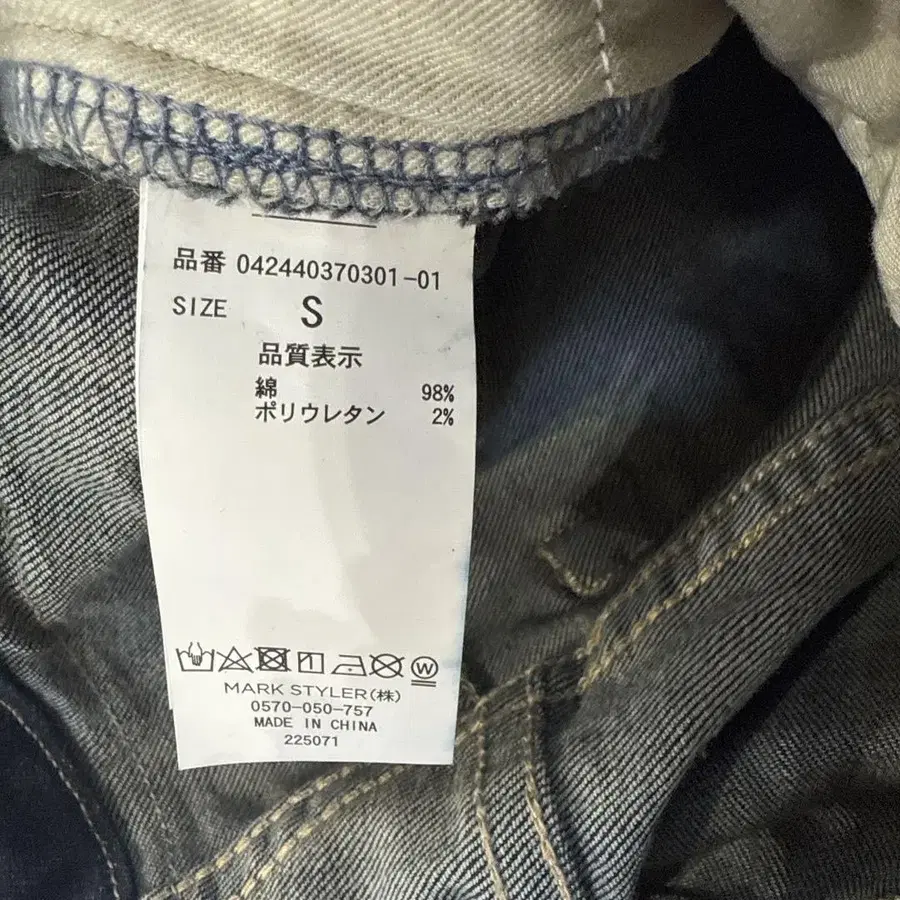 品番 042440370301-01
SIZE S
品質表示
綿 98%
ポリウレタン 2%
W
MARK STYLER(株)
0570-050-757
MADE IN CHINA
225071